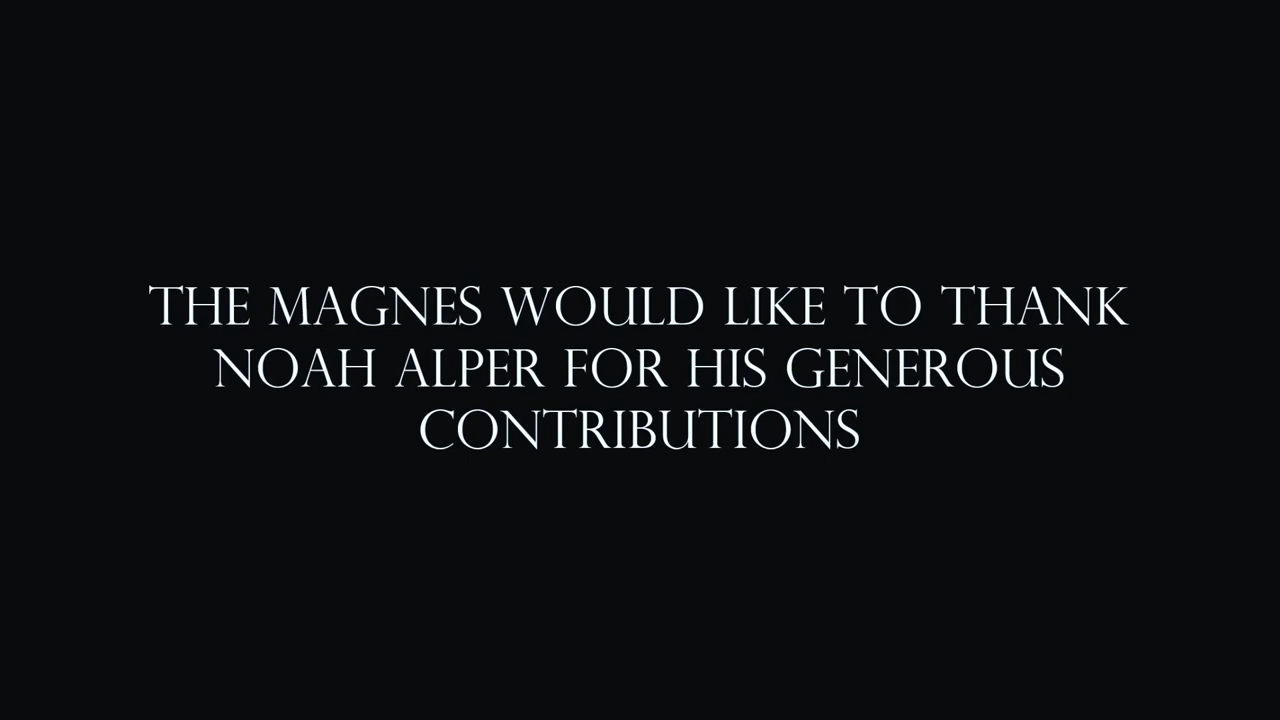 THE MAGNES WOULD LIKE TO THANK
NOAH ALPER FOR HIS GENEROUS
CONTRIBUTIONS